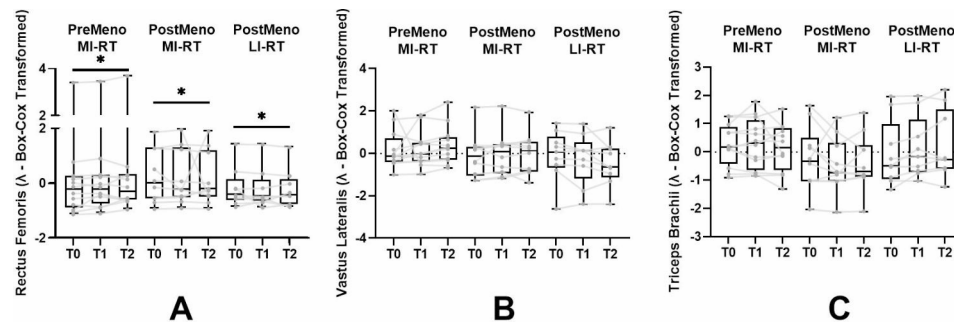 Rectus Femoris (λ - Box-Cox Transformed)
PreMeno
MI-RT
PostMeno
MI-RT
PostMeno
LI-RT
*
*
*
4
2
2
0
-2
T0 T1 T2 T0 T1 T2 T0 T1 T2
A
Vastus Lateralis (λ - Box-Cox Transformed)
PreMeno
MI-RT
PostMeno
MI-RT
PostMeno
LI-RT
4
2
0
-2
-4
T0 T1 T2 T0 T1 T2 T0 T1 T2
B
Triceps Brachii (λ - Box-Cox Transformed)
PreMeno
MI-RT
PostMeno
MI-RT
PostMeno
LI-RT
3
2
1
0
-1
-2
-3
T0 T1 T2 T0 T1 T2 T0 T1 T2
C